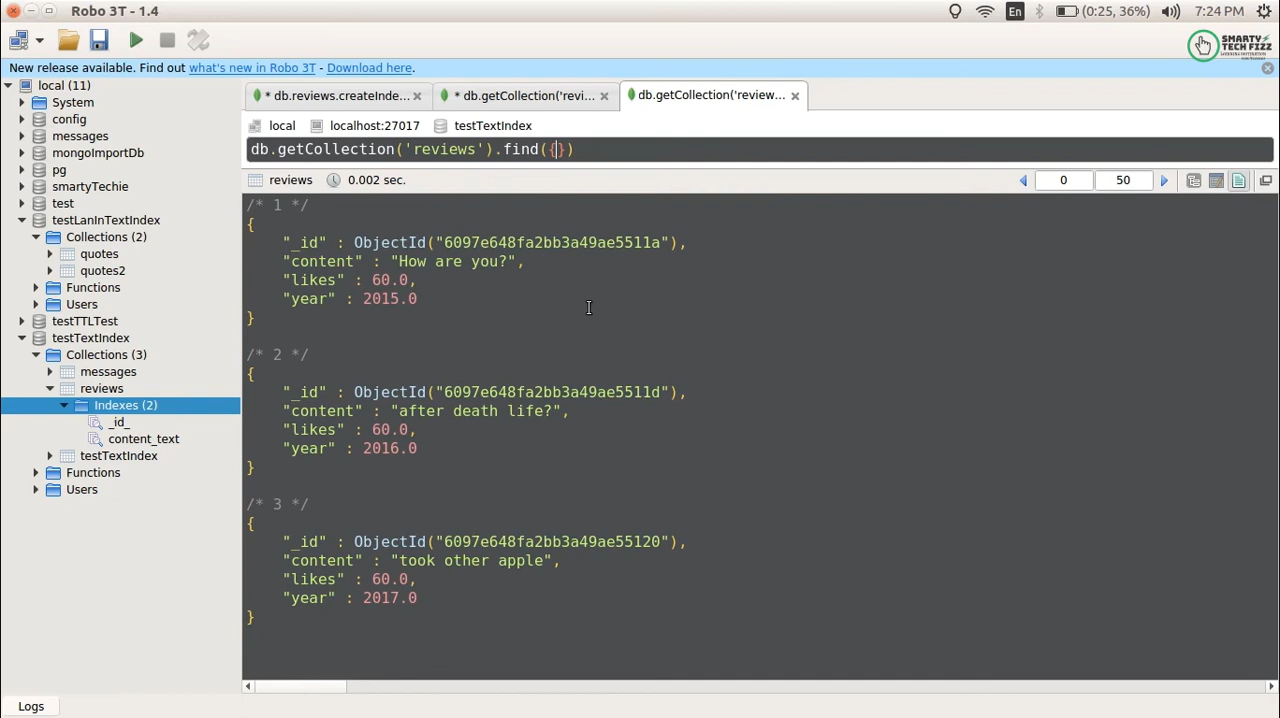 Robo 3T - 1.4
En
(0:25, 36%)
7:24 PM
SMARTY
TECH FIZZ
New release available. Find out what's new in Robo 3T - Download here.
local (11)
System
config
messages
mongoImportDb
pg
smartyTechie
test
testLanInTextIndex
Collections (2)
quotes
quotes2
Functions
Users
testTTLTest
testTextIndex
Collections (3)
messages
reviews
Indexes (2)
_id_
content_text
testTextIndex
Functions
Users
* db.reviews.createInde...
* db.getCollection('revi...
db.getCollection('review...
local
localhost:27017
testTextIndex
db.getCollection('reviews').find({})
reviews
0.002 sec.
0
50
/* 1 */
{
"_id" : ObjectId("6097e648fa2bb3a49ae5511a"),
"content" : "How are you?",
"likes" : 60.0,
"year" : 2015.0
}
/* 2 */
{
"_id" : ObjectId("6097e648fa2bb3a49ae5511d"),
"content" : "after death life?",
"likes" : 60.0,
"year" : 2016.0
}
/* 3 */
{
"_id" : ObjectId("6097e648fa2bb3a49ae55120"),
"content" : "took other apple",
"likes" : 60.0,
"year" : 2017.0
}
Logs